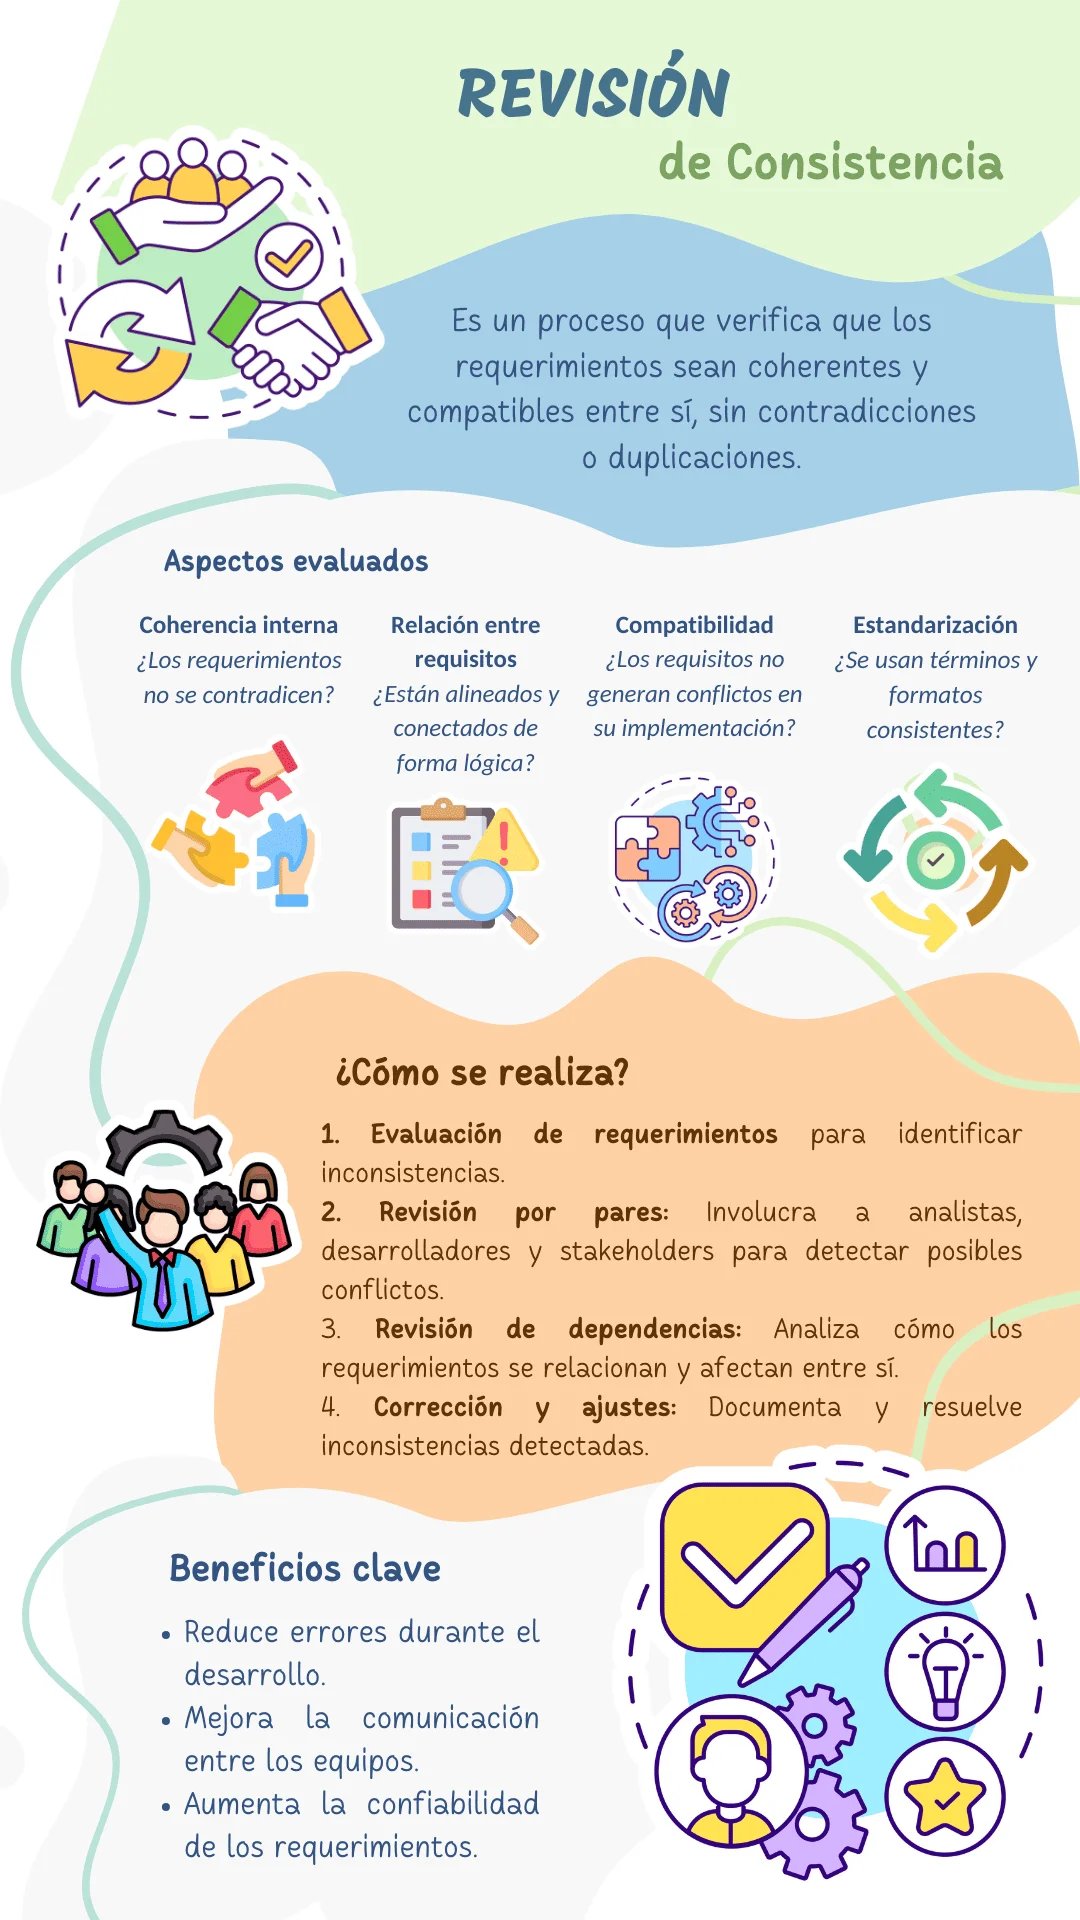 REVISIÓN
de Consistencia
Es un proceso que verifica que los
requerimientos sean coherentes y
compatibles entre sí, sin contradicciones
o duplicaciones.
Aspectos evaluados
Coherencia interna
¿Los requerimientos
no se contradicen?
Relación entre
requisitos
¿Están alineados y
conectados de
forma lógica?
Compatibilidad
¿Los requisitos no
generan conflictos en
su implementación?
Estandarización
¿Se usan términos y
formatos
consistentes?
¿Cómo se realiza?
1. Evaluación de requerimientos para identificar
inconsistencias.
2. Revisión por pares: Involucra a analistas,
desarrolladores y stakeholders para detectar posibles
conflictos.
3. Revisión de dependencias: Analiza cómo los
requerimientos se relacionan y afectan entre sí.
4. Corrección y ajustes: Documenta y resuelve
inconsistencias detectadas.
Beneficios clave
• Reduce errores durante el
desarrollo.
• Mejora la comunicación
entre los equipos.
• Aumenta la confiabilidad
de los requerimientos.